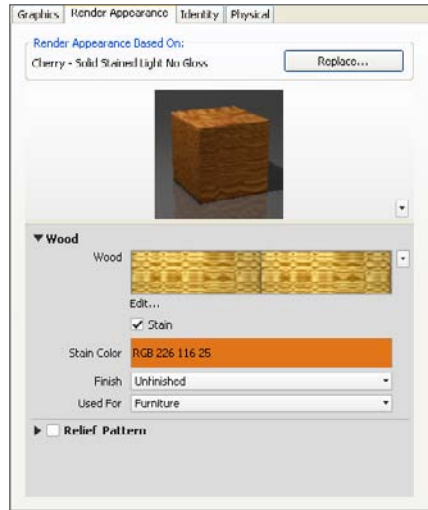 Graphics Render Appearance Identity Physical
Render Appearance Based On:
Cherry - Solid Stained Light No Gloss Replace...
Wood
Wood
Edit...
Stain
Stain Color RGB 226 116 25
Finish Unfinished
Used For Furniture
Relief Pattern